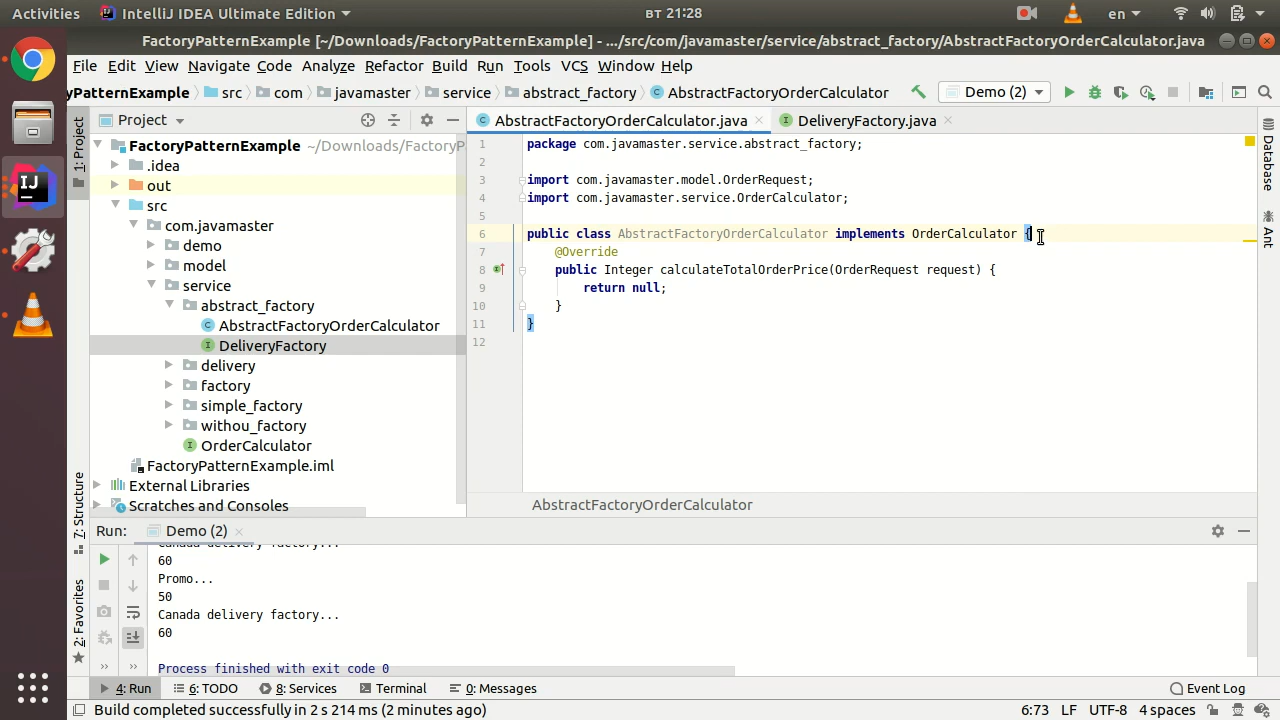 Activities IntelliJ IDEA Ultimate Edition вт 21:28 en
FactoryPatternExample [~/Downloads/FactoryPatternExample] - .../src/com/javamaster/service/abstract_factory/AbstractFactoryOrderCalculator.java
File Edit View Navigate Code Analyze Refactor Build Run Tools VCS Window Help
yPatternExample src com javamaster service abstract_factory AbstractFactoryOrderCalculator Demo (2)
Project
AbstractFactoryOrderCalculator.java DeliveryFactory.java
1: Project
7: Structure
2: Favorites
Database
Ant
FactoryPatternExample ~/Downloads/FactoryP
.idea
out
src
com.javamaster
demo
model
service
abstract_factory
AbstractFactoryOrderCalculator
DeliveryFactory
delivery
factory
simple_factory
withou_factory
OrderCalculator
FactoryPatternExample.iml
External Libraries
Scratches and Consoles
1 package com.javamaster.service.abstract_factory;
2
3 import com.javamaster.model.OrderRequest;
4 import com.javamaster.service.OrderCalculator;
5
6 public class AbstractFactoryOrderCalculator implements OrderCalculator {
7 @Override
8 public Integer calculateTotalOrderPrice(OrderRequest request) {
9 return null;
10 }
11 }
12
AbstractFactoryOrderCalculator
Run: Demo (2)
Canada delivery factory...
60
Promo...
50
Canada delivery factory...
60
Process finished with exit code 0
4: Run 6: TODO 8: Services Terminal 0: Messages Event Log
Build completed successfully in 2 s 214 ms (2 minutes ago) 6:73 LF UTF-8 4 spaces